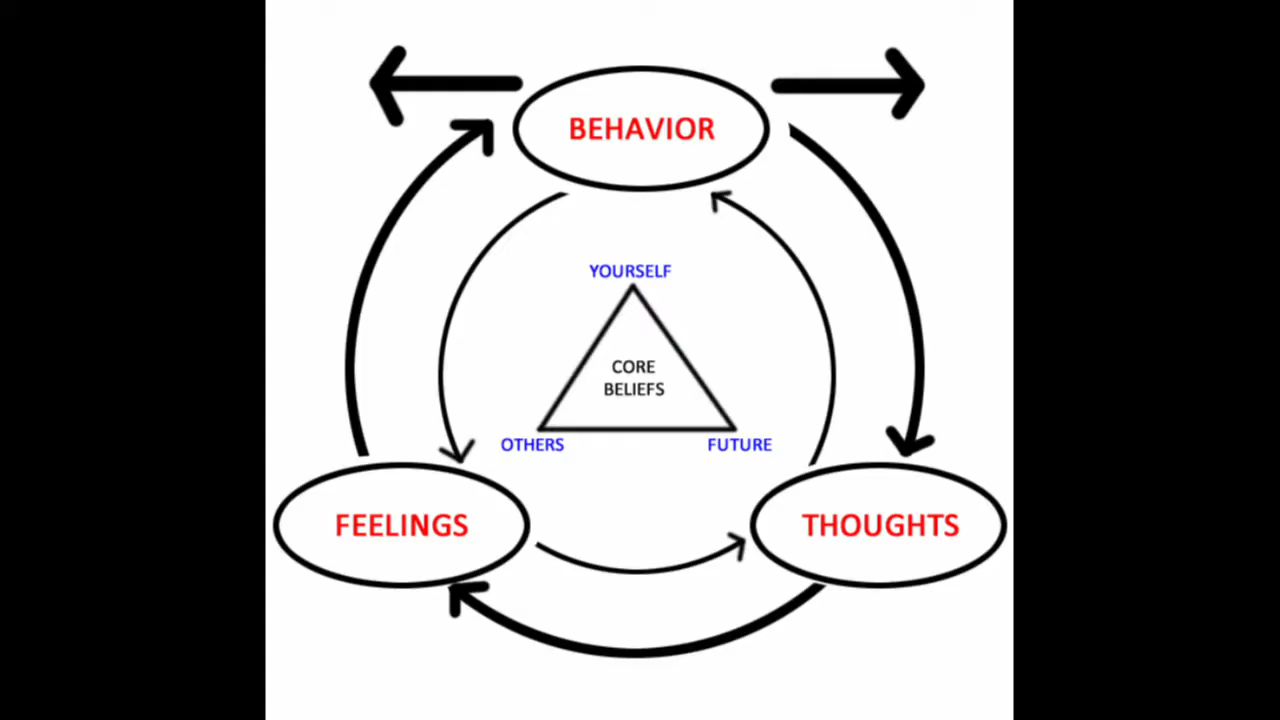 BEHAVIOR
YOURSELF
CORE
BELIEFS
OTHERS
FUTURE
FEELINGS
THOUGHTS